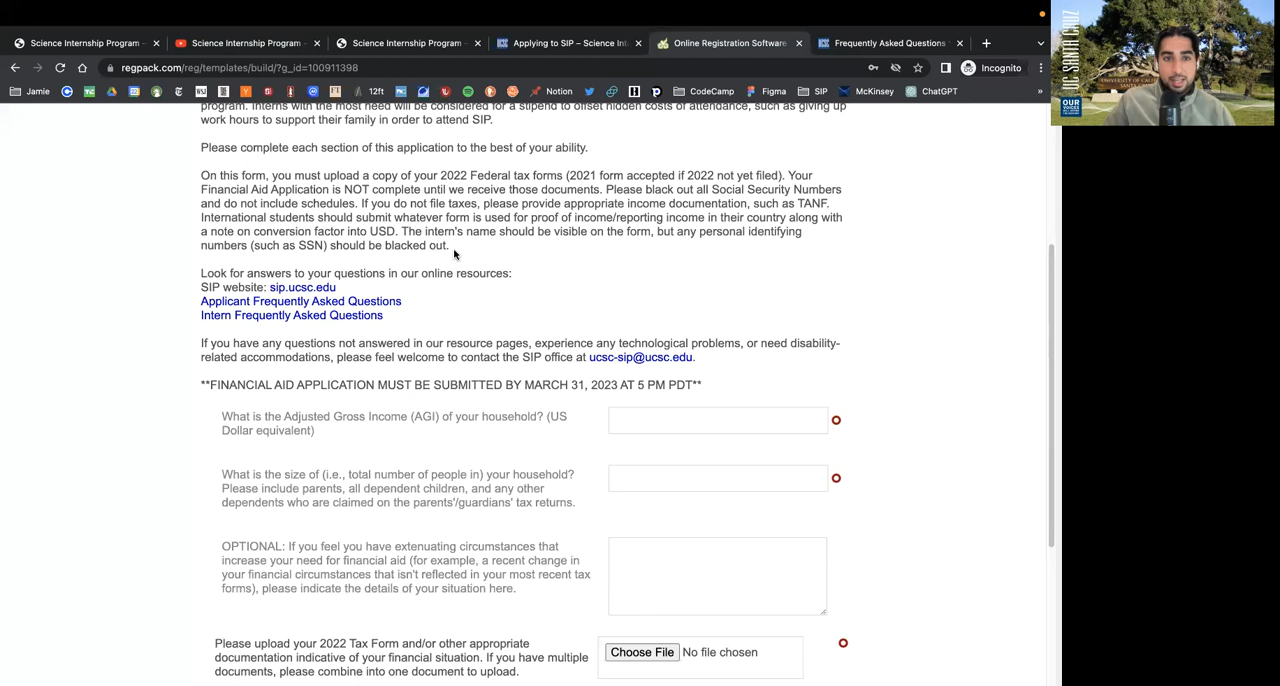 Science Internship Program -
Science Internship Program -
Science Internship Program -
Applying to SIP – Science Int
Online Registration Software
Frequently Asked Questions
regpack.com/reg/templates/build/?g_id=100911398
Incognito
Jamie
12ft
Notion
CodeCamp
Figma
SIP
McKinsey
ChatGPT
program. Interns with the most need will be considered for a stipend to offset hidden costs of attendance, such as giving up
work hours to support their family in order to attend SIP.
Please complete each section of this application to the best of your ability.
On this form, you must upload a copy of your 2022 Federal tax forms (2021 form accepted if 2022 not yet filed). Your
Financial Aid Application is NOT complete until we receive those documents. Please black out all Social Security Numbers
and do not include schedules. If you do not file taxes, please provide appropriate income documentation, such as TANF.
International students should submit whatever form is used for proof of income/reporting income in their country along with
a note on conversion factor into USD. The intern's name should be visible on the form, but any personal identifying
numbers (such as SSN) should be blacked out.
Look for answers to your questions in our online resources:
SIP website: sip.ucsc.edu
Applicant Frequently Asked Questions
Intern Frequently Asked Questions
If you have any questions not answered in our resource pages, experience any technological problems, or need disability-
related accommodations, please feel welcome to contact the SIP office at ucsc-sip@ucsc.edu.
**FINANCIAL AID APPLICATION MUST BE SUBMITTED BY MARCH 31, 2023 AT 5 PM PDT**
What is the Adjusted Gross Income (AGI) of your household? (US
Dollar equivalent)
What is the size of (i.e., total number of people in) your household?
Please include parents, all dependent children, and any other
dependents who are claimed on the parents'/guardians' tax returns.
OPTIONAL: If you feel you have extenuating circumstances that
increase your need for financial aid (for example, a recent change in
your financial circumstances that isn't reflected in your most recent tax
forms), please indicate the details of your situation here.
Please upload your 2022 Tax Form and/or other appropriate
documentation indicative of your financial situation. If you have multiple
documents, please combine into one document to upload.
Choose File No file chosen
UC SANTA CRUZ
OUR
VOICES